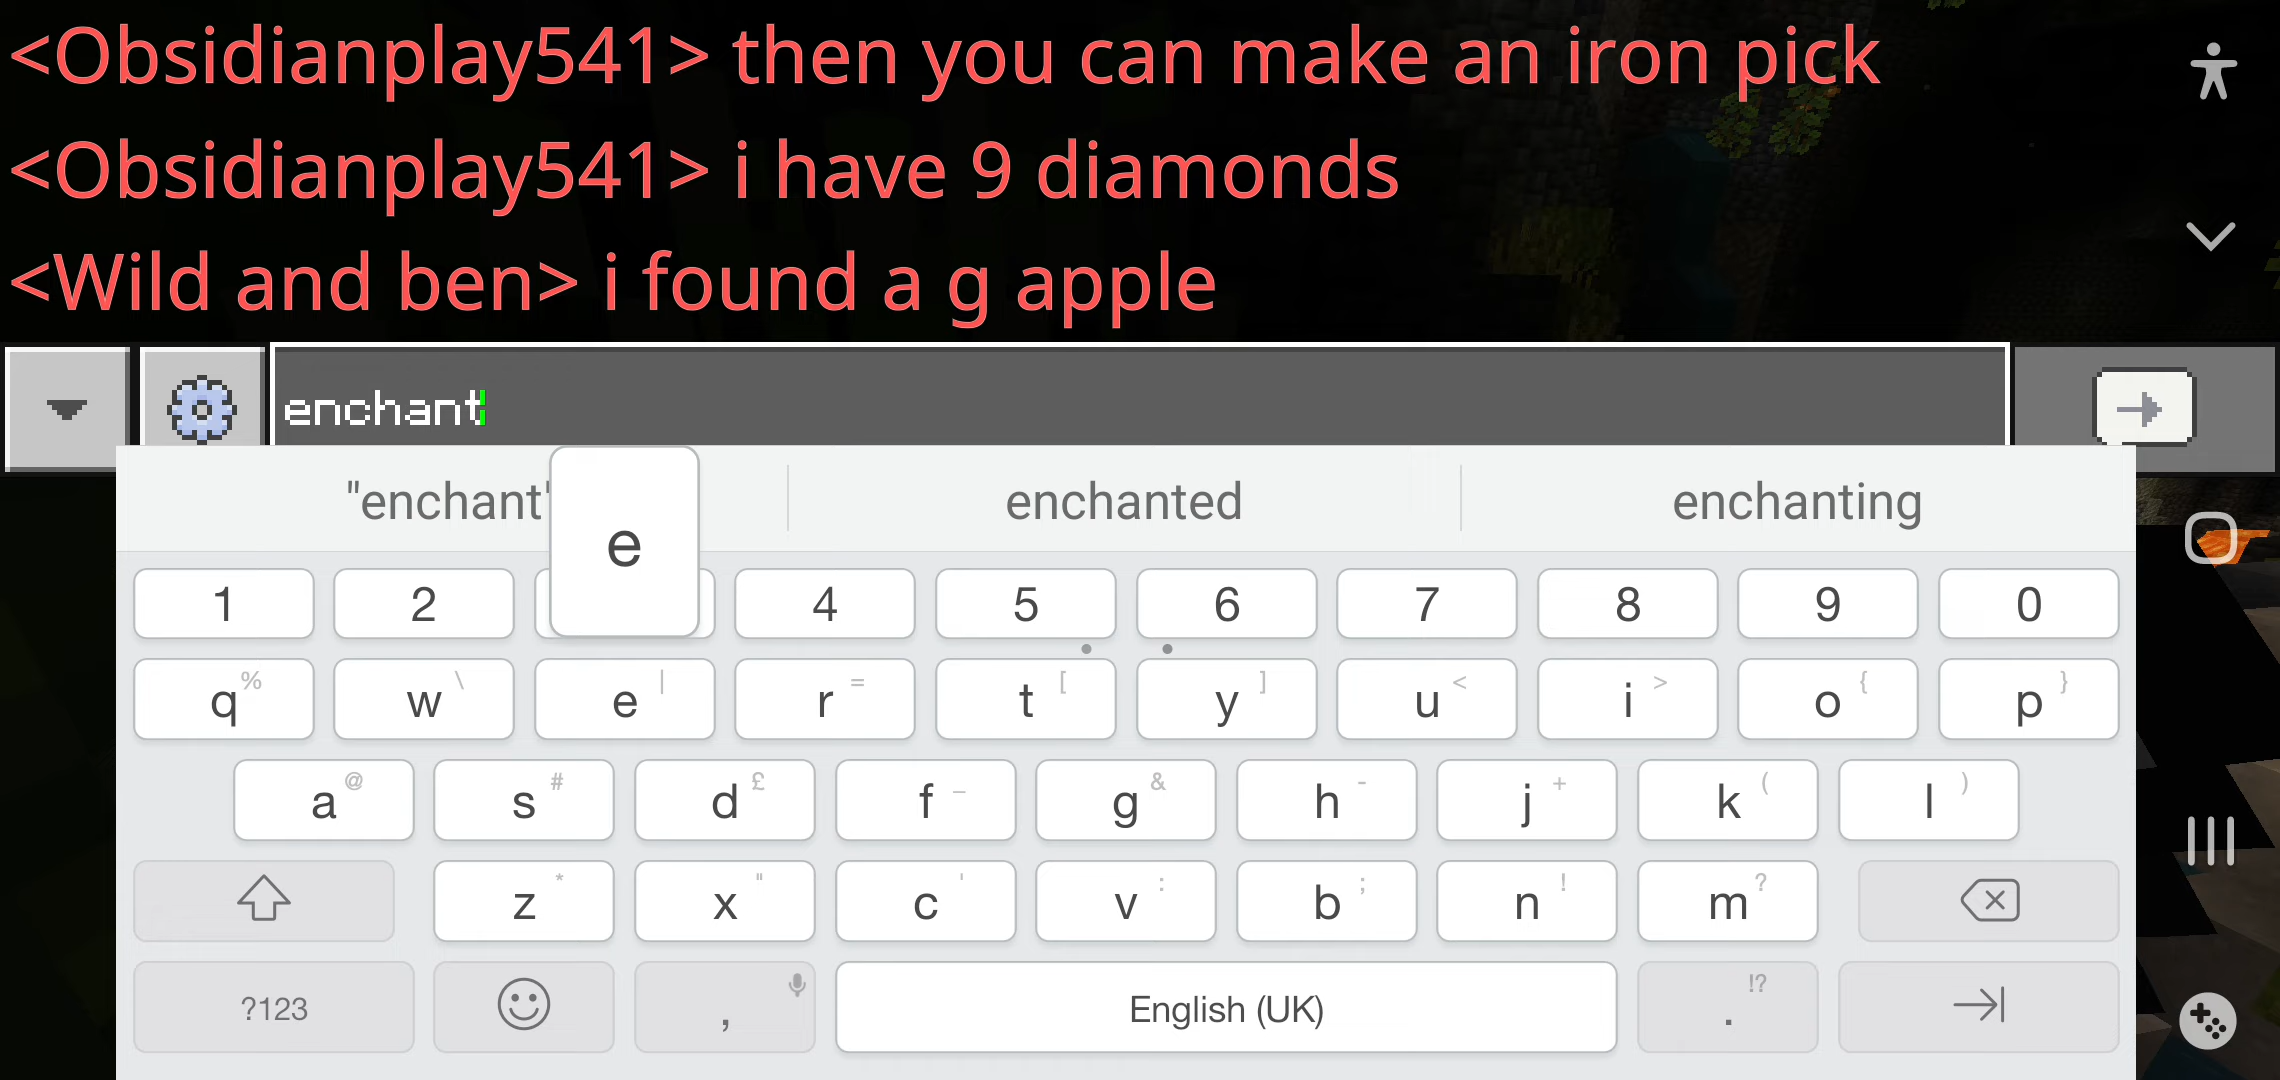 <Obsidianplay541> then you can make an iron pick
<Obsidianplay541> i have 9 diamonds
<Wild and ben> i found a g apple
enchant
"enchant" enchanted enchanting
e
1 2 4 5 6 7 8 9 0
q % w \ e | r = t [ y ] u < i > o { p }
a @ s # d £ f _ g & h - j + k ( l )
z * x " c ' v : b ; n ! m ?
?123 , English (UK) . !?